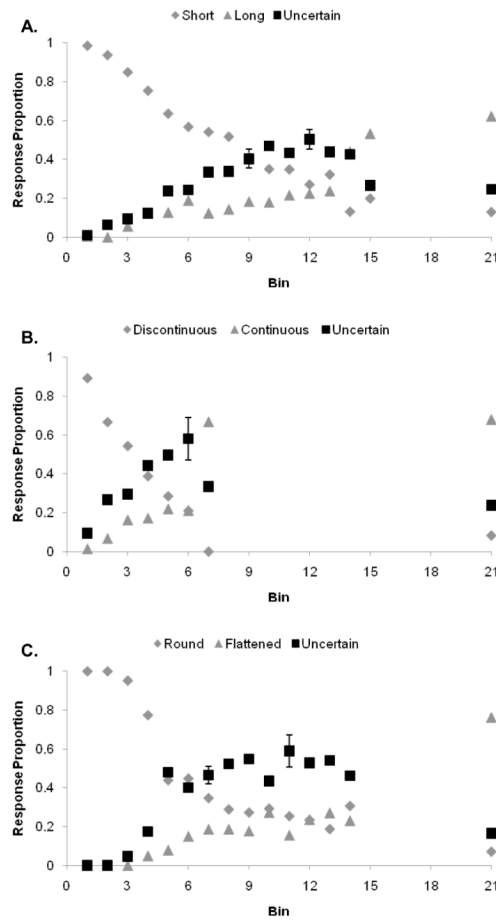 A.
Short Long Uncertain
1
0.8
0.6
0.4
0.2
0
Response Proportion
0 3 6 9 12 15 18 21
Bin
B.
Discontinuous Continuous Uncertain
1
0.8
0.6
0.4
0.2
0
Response Proportion
0 3 6 9 12 15 18 21
Bin
C.
Round Flattened Uncertain
1
0.8
0.6
0.4
0.2
0
Response Proportion
0 3 6 9 12 15 18 21
Bin